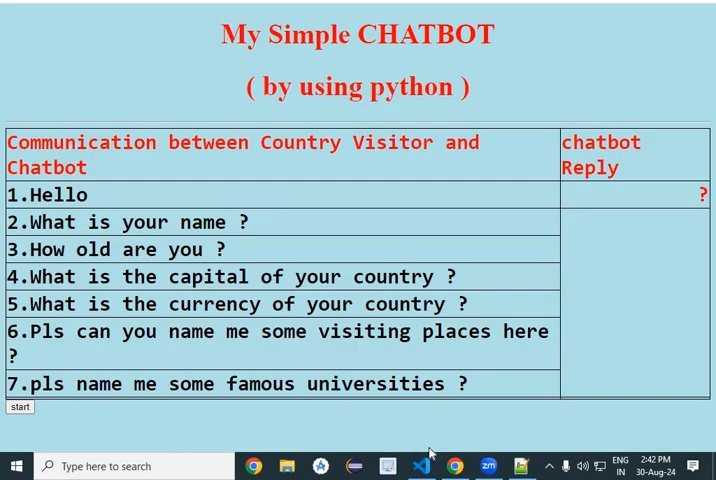 My Simple CHATBOT
( by using python )
Communication between Country Visitor and
Chatbot
chatbot
Reply
1.Hello
?
2.What is your name ?
3.How old are you ?
4.What is the capital of your country ?
5.What is the currency of your country ?
6.Pls can you name me some visiting places here
?
7.pls name me some famous universities ?
start
Type here to search
ENG
IN
2:42 PM
30-Aug-24